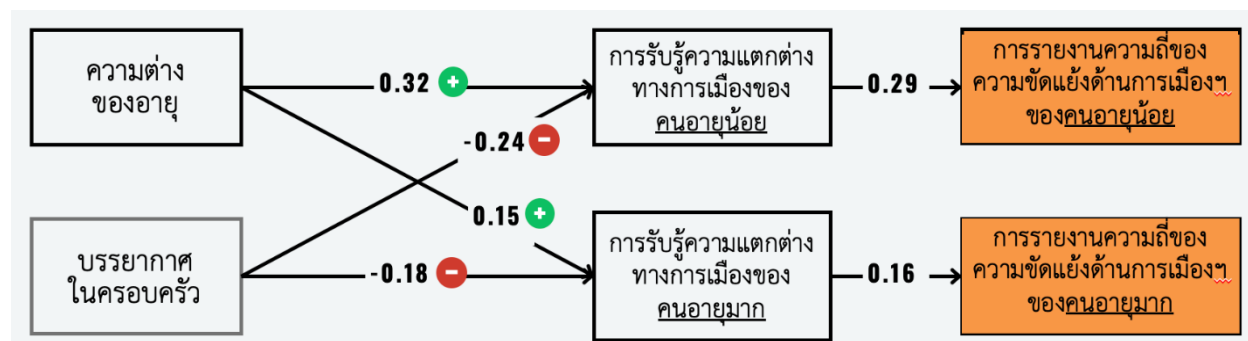 ความต่าง
ของอายุ
0.32 +
-0.24 −
การรับรู้ความแตกต่าง
ทางการเมืองของ
คนอายุน้อย
0.29
การรายงานความถี่ของ
ความขัดแย้งด้านการเมืองฯ
ของคนอายุน้อย
บรรยากาศ
ในครอบครัว
0.15 +
-0.18 −
การรับรู้ความแตกต่าง
ทางการเมืองของ
คนอายุมาก
0.16
การรายงานความถี่ของ
ความขัดแย้งด้านการเมืองฯ
ของคนอายุมาก